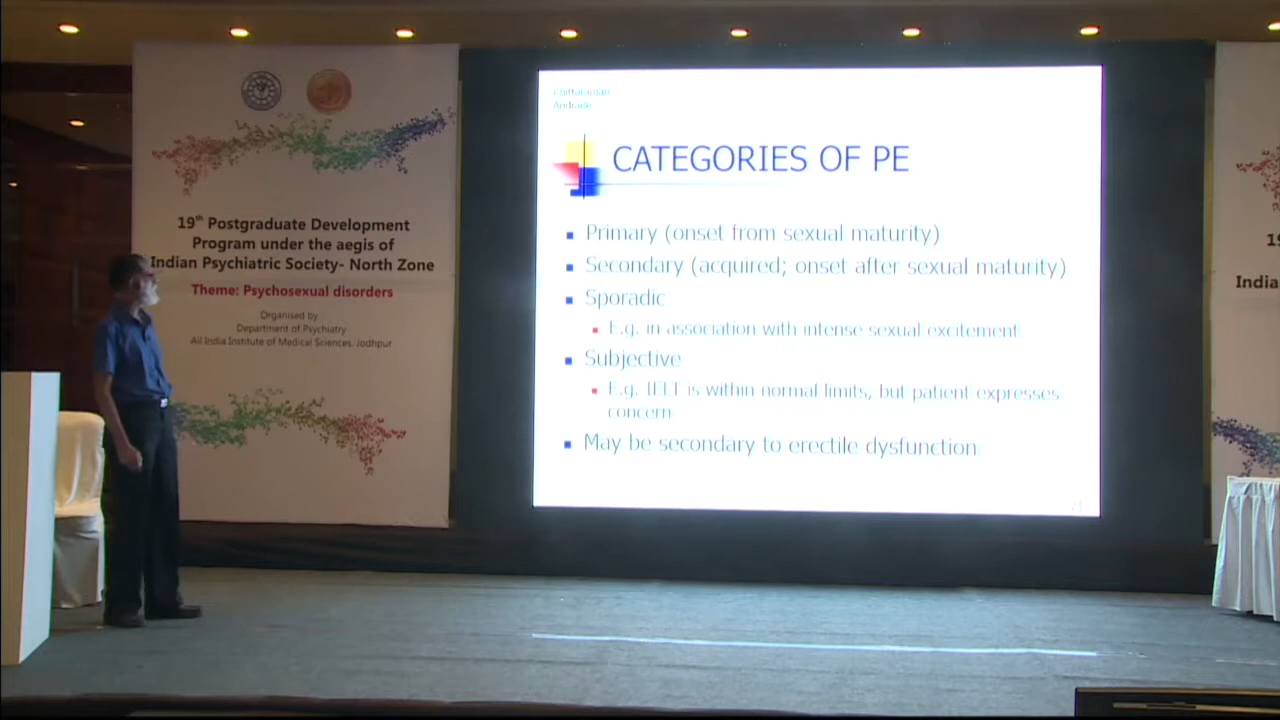 19th Postgraduate Development
Program under the aegis of
Indian Psychiatric Society- North Zone
Theme: Psychosexual disorders
Organised by
Department of Psychiatry
All India Institute of Medical Sciences, Jodhpur
Chittaranjan
Andrade
CATEGORIES OF PE
Primary (onset from sexual maturity)
Secondary (acquired; onset after sexual maturity)
Sporadic
E.g. in association with intense sexual excitement
Subjective
E.g. IELT is within normal limits, but patient expresses
concern
May be secondary to erectile dysfunction
19
India